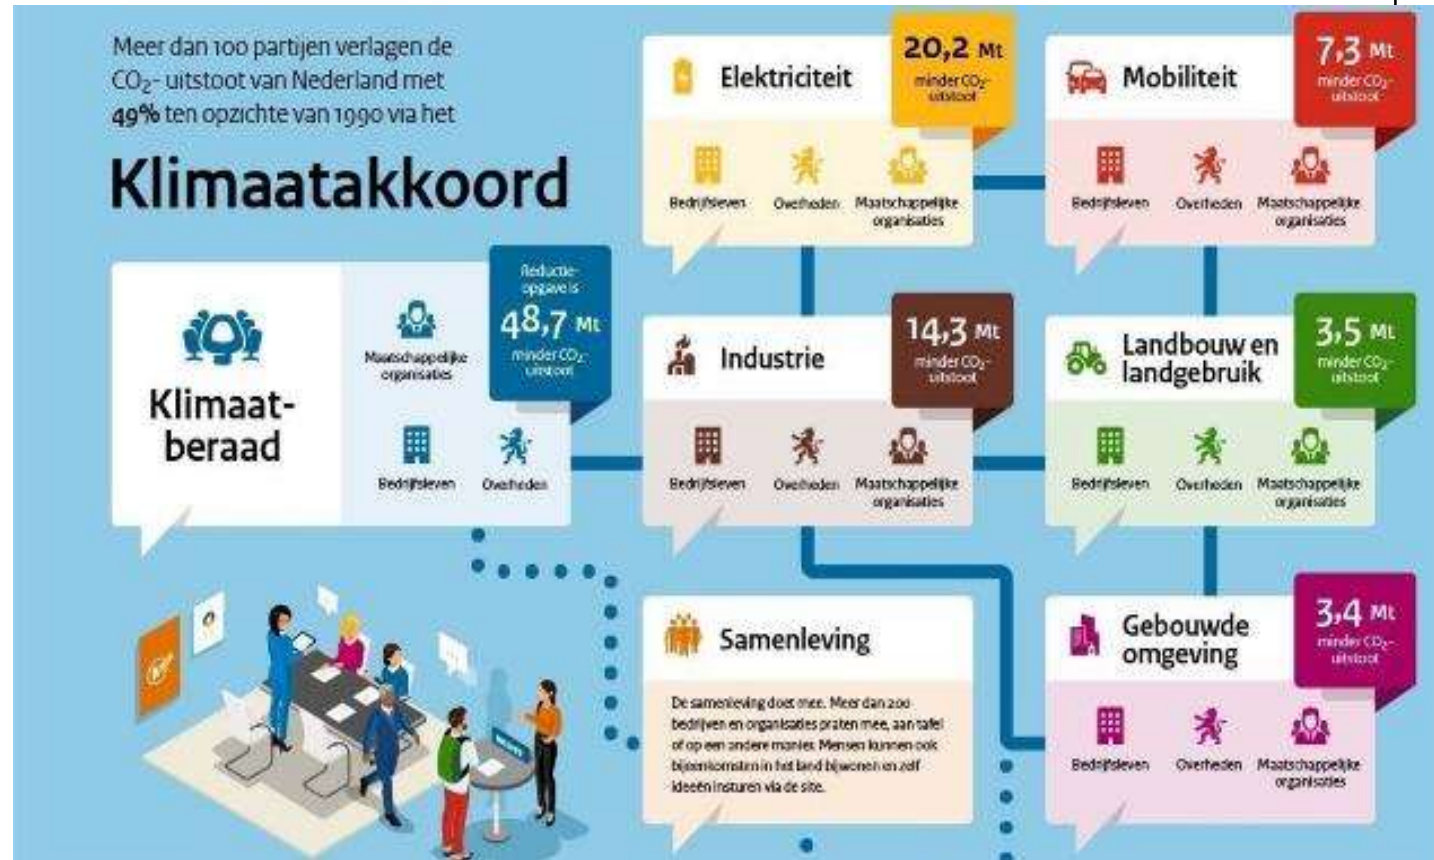 Meer dan 100 partijen verlagen de
CO₂- uitstoot van Nederland met
49% ten opzichte van 1990 via het
Klimaatakkoord
Klimaat-
beraad
Maatschappelijke
organisaties
Bedrijfsleven
Overheden
Reductie-
opgave is
48,7 Mt
minder CO₂-
uitstoot
Elektriciteit
20,2 Mt
minder CO₂-
uitstoot
Bedrijfsleven
Overheden
Maatschappelijke
organisaties
Mobiliteit
7,3 Mt
minder CO₂-
uitstoot
Bedrijfsleven
Overheden
Maatschappelijke
organisaties
Industrie
14,3 Mt
minder CO₂-
uitstoot
Bedrijfsleven
Overheden
Maatschappelijke
organisaties
Landbouw en
landgebruik
3,5 Mt
minder CO₂-
uitstoot
Bedrijfsleven
Overheden
Maatschappelijke
organisaties
Samenleving
De samenleving doet mee. Meer dan 200
bedrijven en organisaties praten mee, aan tafel
of op een andere manier. Mensen kunnen ook
bijeenkomsten in het land bijwonen en zelf
ideeën insturen via de site.
Gebouwde
omgeving
3,4 Mt
minder CO₂-
uitstoot
Bedrijfsleven
Overheden
Maatschappelijke
organisaties